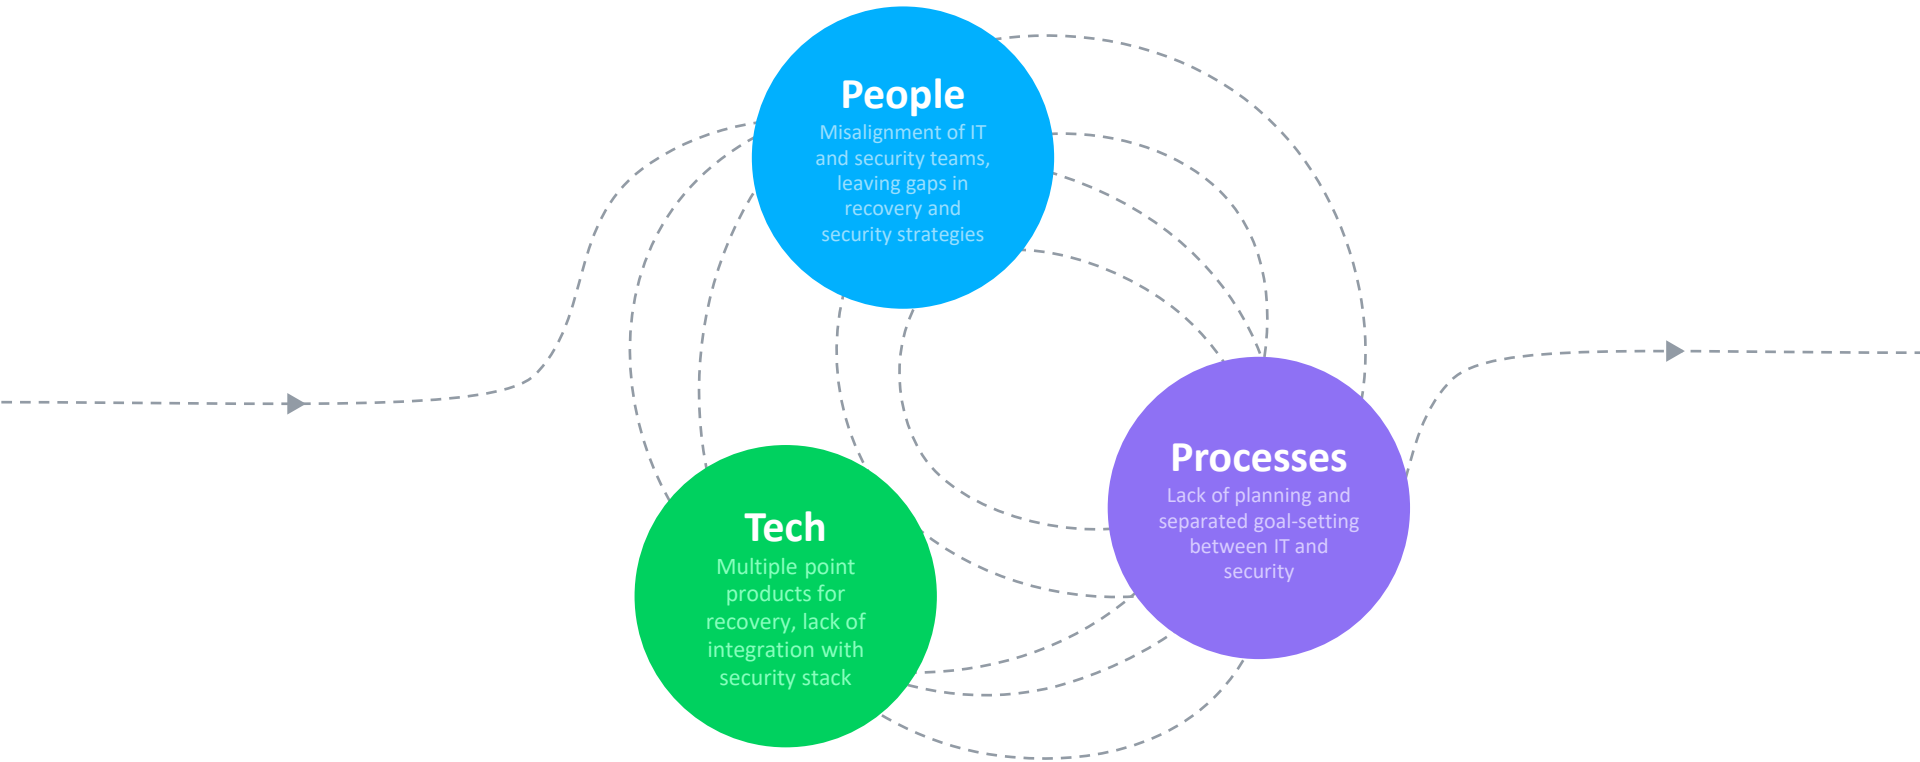 People
Misalignment of IT
and security teams,
leaving gaps in
recovery and
security strategies
Processes
Lack of planning and
separated goal-setting
between IT and
security
Tech
Multiple point
products for
recovery, lack of
integration with
security stack